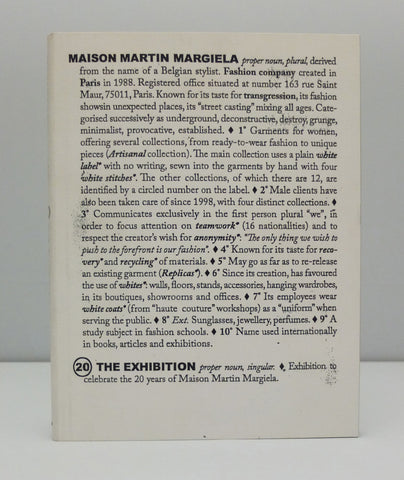 MAISON MARTIN MARGIELA proper noun, plural, derived
from the name of a Belgian stylist. Fashion company created in
Paris in 1988. Registered office situated at number 163 rue Saint
Maur, 75011, Paris. Known for its taste for transgression, its fashion
showsin unexpected places, its "street casting" mixing all ages. Cate-
gorised successively as underground, deconstructive, destroy, grunge,
minimalist, provocative, established. ♦ 1° Garments for women,
offering several collections, from ready-to-wear fashion to unique
pieces (Artisanal collection). The main collection uses a plain white
label* with no writing, sewn into the garments by hand with four
white stitches*. The other collections, of which there are 12, are
identified by a circled number on the label. ♦ 2° Male clients have
also been taken care of since 1998, with four distinct collections. ♦
3° Communicates exclusively in the first person plural "we", in
order to focus attention on teamwork* (16 nationalities) and to
respect the creator's wish for anonymity*: "The only thing we wish to
push to the forefront is our fashion". ♦ 4° Known for its taste for reco-
very* and recycling* of materials. ♦ 5° May go as far as to re-release
an existing garment (Replicas*). ♦ 6° Since its creation, has favoured
the use of whites*: walls, floors, stands, accessories, hanging wardrobes,
in its boutiques, showrooms and offices. ♦ 7° Its employees wear
white coats* (from "haute couture" workshops) as a "uniform" when
serving the public. ♦ 8° Ext. Sunglasses, jewellery, perfumes. ♦ 9° A
study subject in fashion schools. ♦ 10° Name used internationally
in books, articles and exhibitions.
20 THE EXHIBITION proper noun, singular. ♦ Exhibition to
celebrate the 20 years of Maison Martin Margiela.